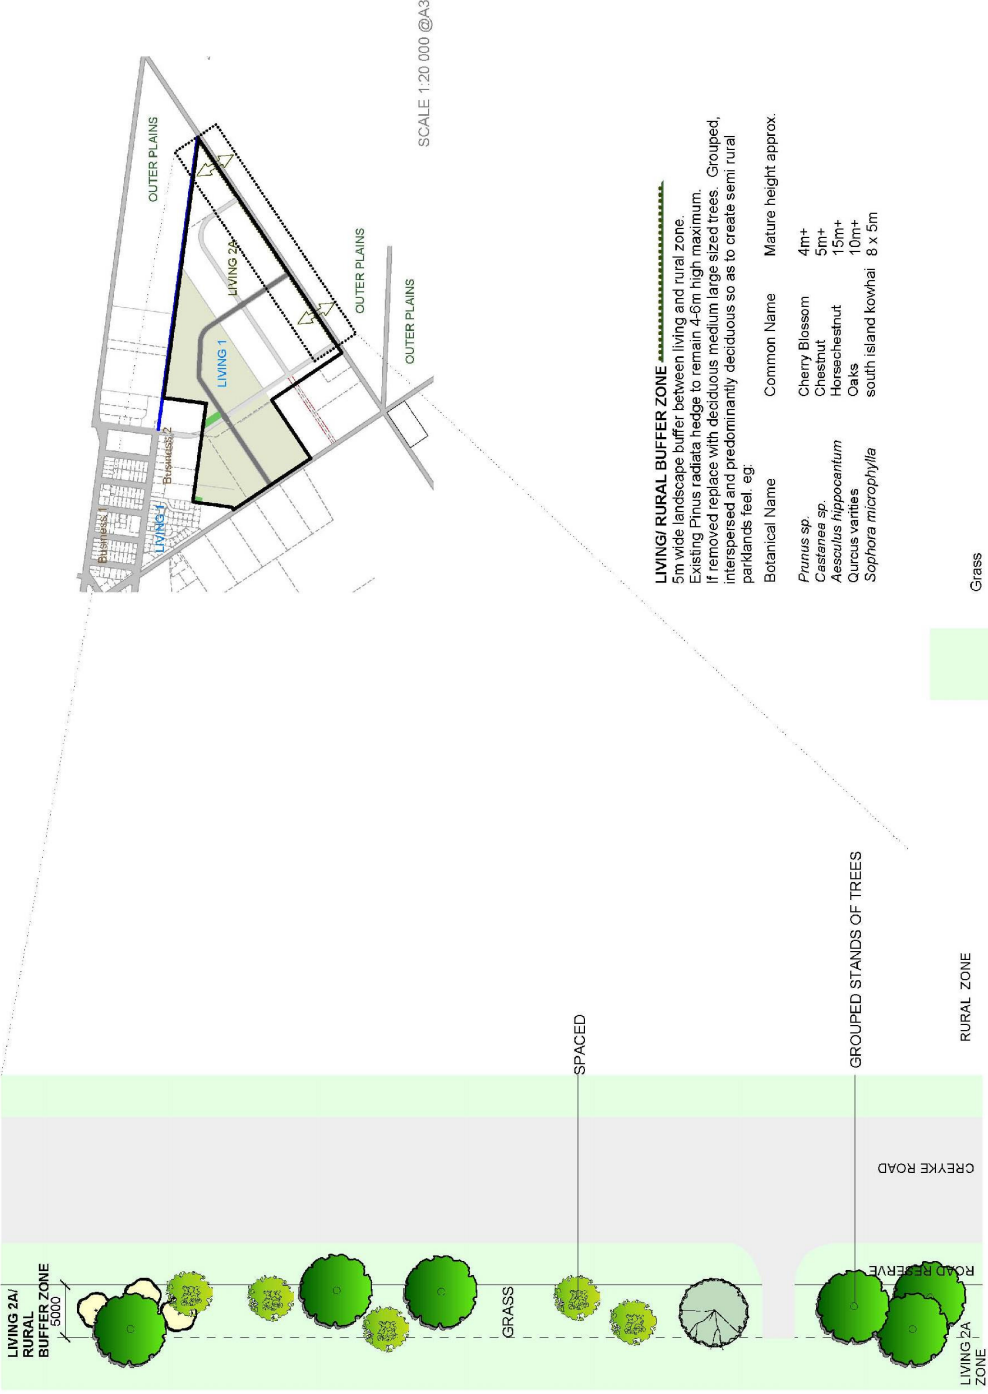 LIVING 2A/
RURAL
BUFFER ZONE
5000
GRASS
SPACED
GROUPED STANDS OF TREES
CREYKE ROAD
ROAD RESERVE
LIVING 2A
ZONE
RURAL ZONE
Business 1
LIVING 1
Business 2
LIVING 1
LIVING 2A
OUTER PLAINS
OUTER PLAINS
OUTER PLAINS
SCALE 1:20 000 @A3
LIVING/ RURAL BUFFER ZONE
5m wide landscape buffer between living and rural zone.
Existing Pinus radiata hedge to remain 4-6m high maximum.
If removed replace with deciduous medium large sized trees. Grouped,
interspersed and predominantly deciduous so as to create semi rural
parklands feel. eg:
Botanical Name Common Name Mature height approx.
Prunus sp. Cherry Blossom 4m+
Castanea sp. Chestnut 5m+
Aesculus hippocantum Horsechestnut 15m+
Qurcus varities Oaks 10m+
Sophora microphylla south island kowhai 8 x 5m
Grass